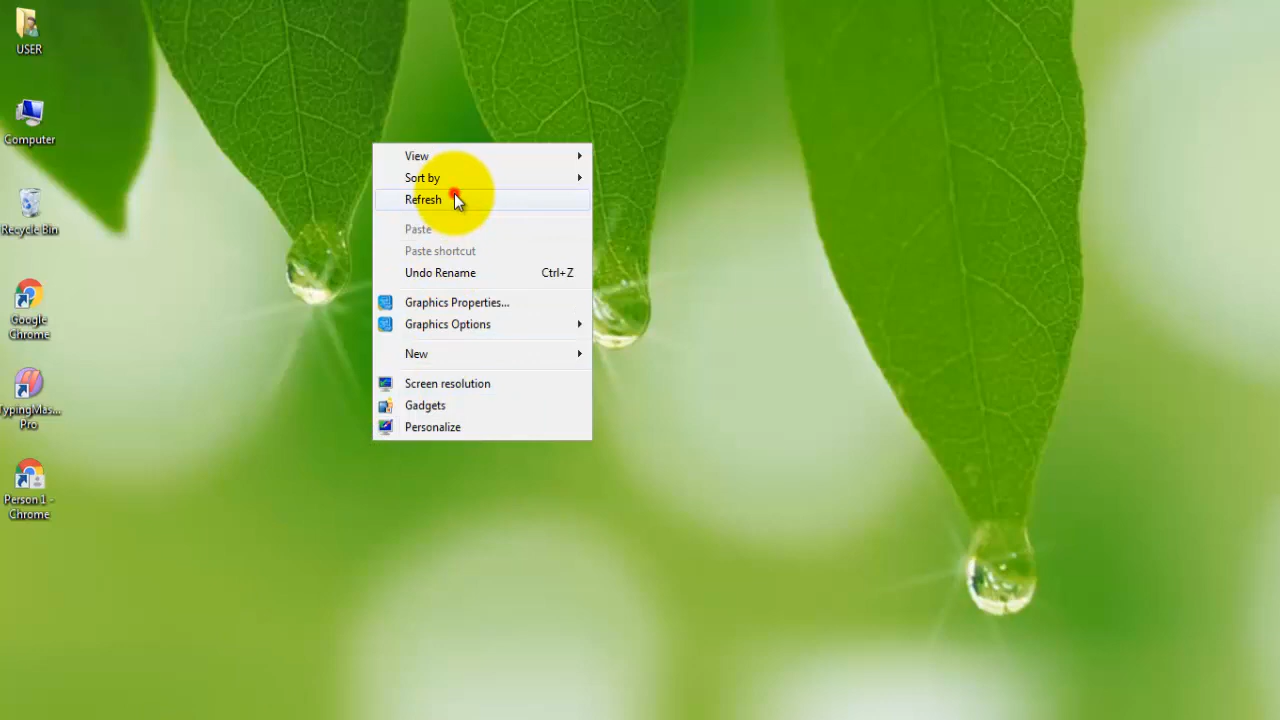 USER
Computer
Recycle Bin
Google
Chrome
TypingMas...
Pro
Person 1 -
Chrome
View
Sort by
Refresh
Paste
Paste shortcut
Undo Rename Ctrl+Z
Graphics Properties...
Graphics Options
New
Screen resolution
Gadgets
Personalize